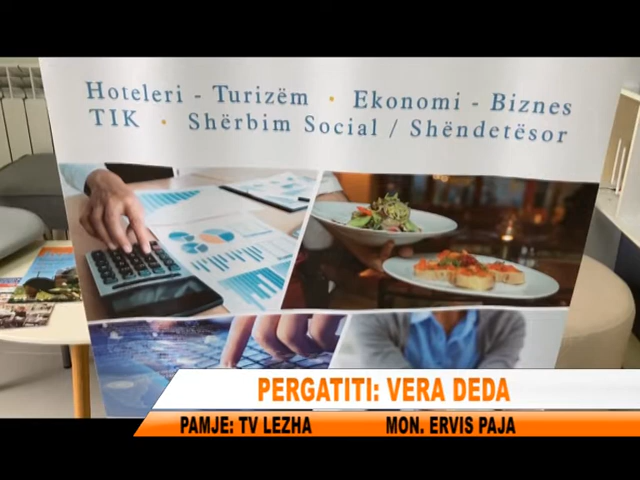 Hoteleri - Turizëm • Ekonomi - Biznes
TIK • Shërbim Social / Shëndetësor
PERGATITI: VERA DEDA
PAMJE: TV LEZHA MON. ERVIS PAJA